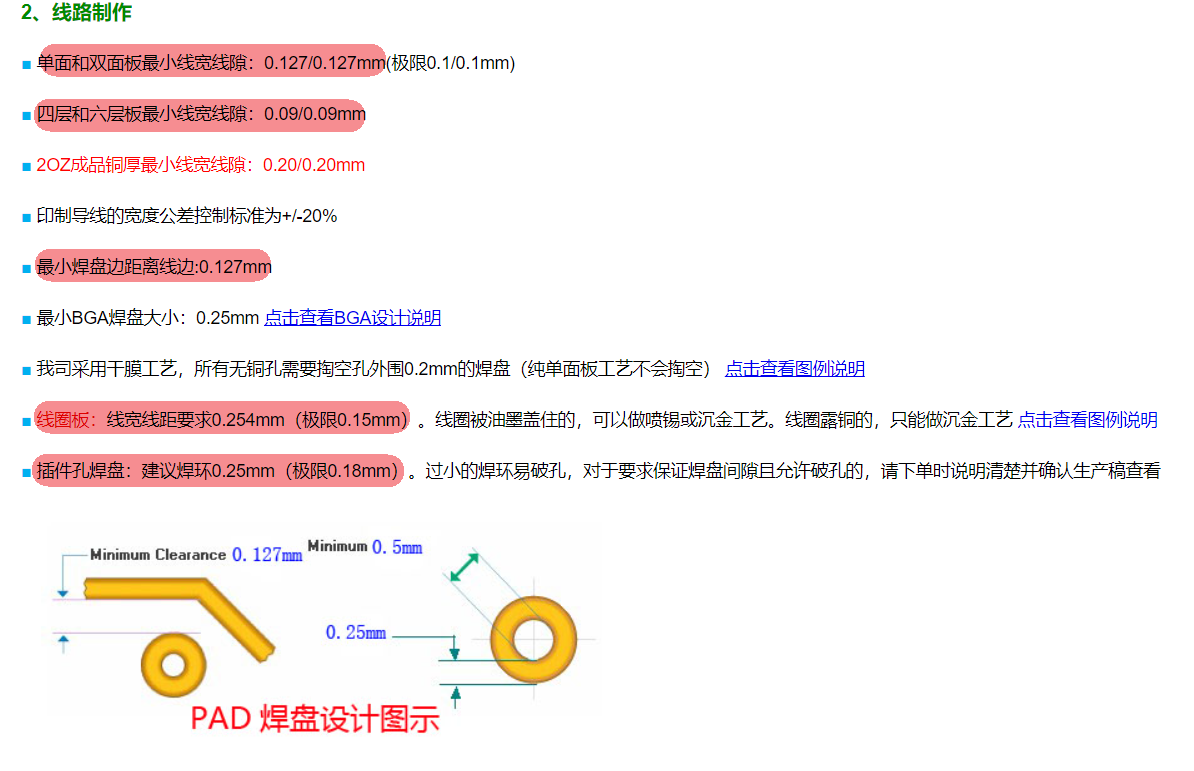 2、线路制作
单面和双面板最小线宽线隙：0.127/0.127mm(极限0.1/0.1mm)
四层和六层板最小线宽线隙：0.09/0.09mm
2OZ成品铜厚最小线宽线隙：0.20/0.20mm
印制导线的宽度公差控制标准为+/-20%
最小焊盘边距离线边:0.127mm
最小BGA焊盘大小：0.25mm 点击查看BGA设计说明
我司采用干膜工艺，所有无铜孔需要掏空孔外围0.2mm的焊盘（纯单面板工艺不会掏空） 点击查看图例说明
线圈板：线宽线距要求0.254mm（极限0.15mm）。线圈被油墨盖住的，可以做喷锡或沉金工艺。线圈露铜的，只能做沉金工艺 点击查看图例说明
插件孔焊盘：建议焊环0.25mm（极限0.18mm）。过小的焊环易破孔，对于要求保证焊盘间隙且允许破孔的，请下单时说明清楚并确认生产稿查看
Minimum Clearance 0.127mm
Minimum 0.5mm
0.25mm
PAD 焊盘设计图示